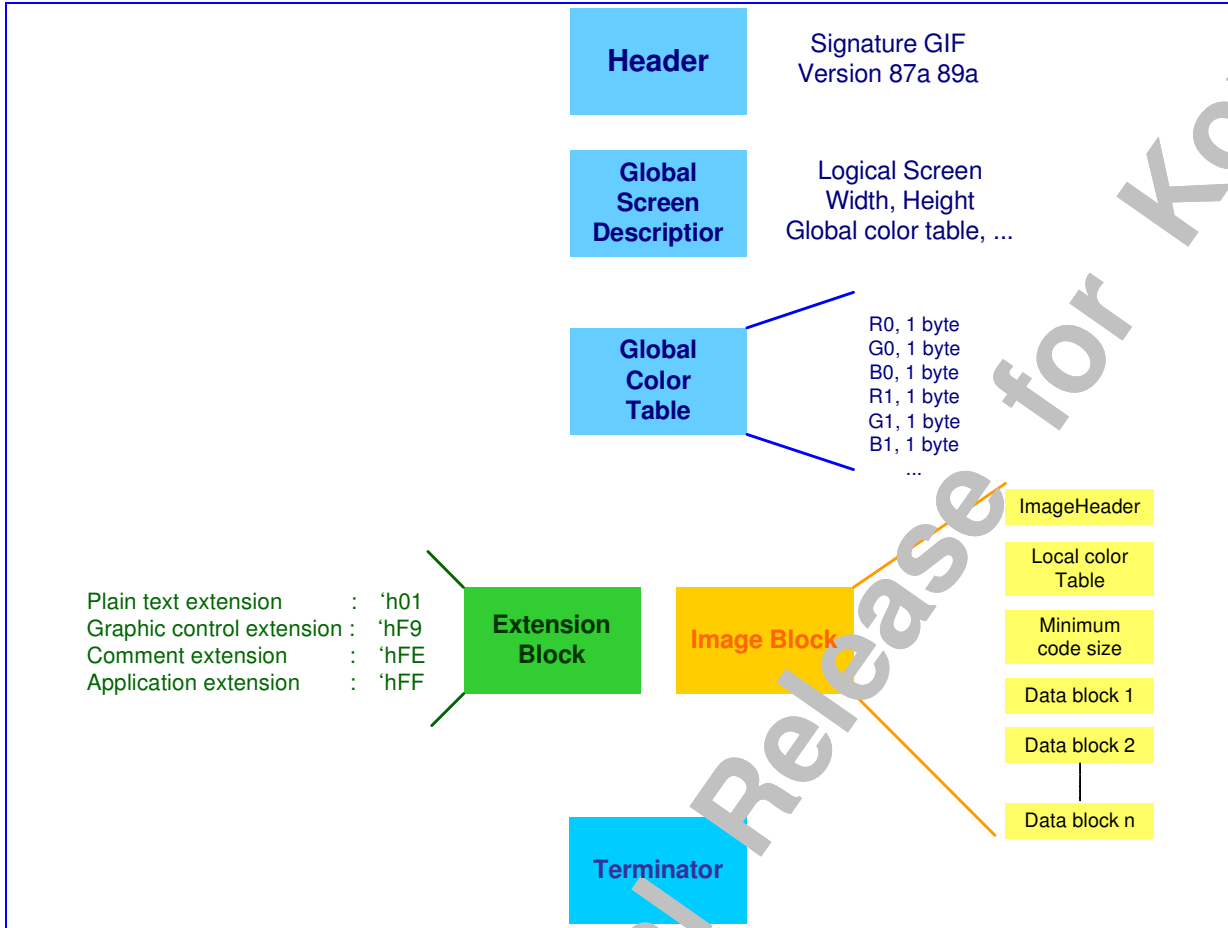 Header
Signature GIF
Version 87a 89a
Global
Screen
Descriptior
Logical Screen
Width, Height
Global color table, ...
Global
Color
Table
R0, 1 byte
G0, 1 byte
B0, 1 byte
R1, 1 byte
G1, 1 byte
B1, 1 byte
...
Plain text extension : ‘h01
Graphic control extension : ‘hF9
Comment extension : ‘hFE
Application extension : ‘hFF
Extension
Block
Image Block
ImageHeader
Local color
Table
Minimum
code size
Data block 1
Data block 2
Data block n
Terminator
Release for